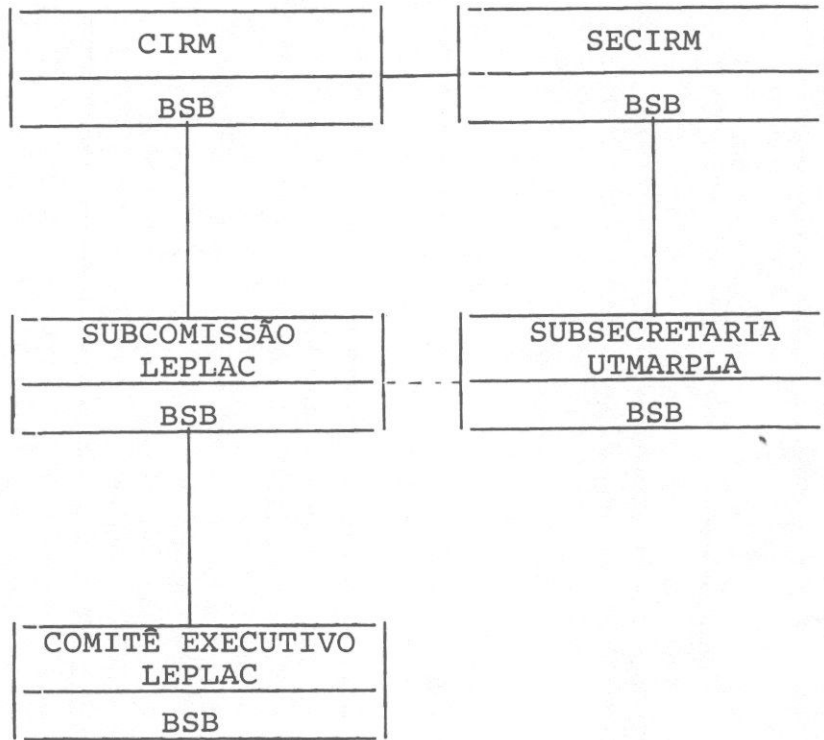 CIRM
BSB
SECIRM
BSB
SUBCOMISSÃO
LEPLAC
BSB
SUBSECRETARIA
UTMARPLA
BSB
COMITÊ EXECUTIVO
LEPLAC
BSB